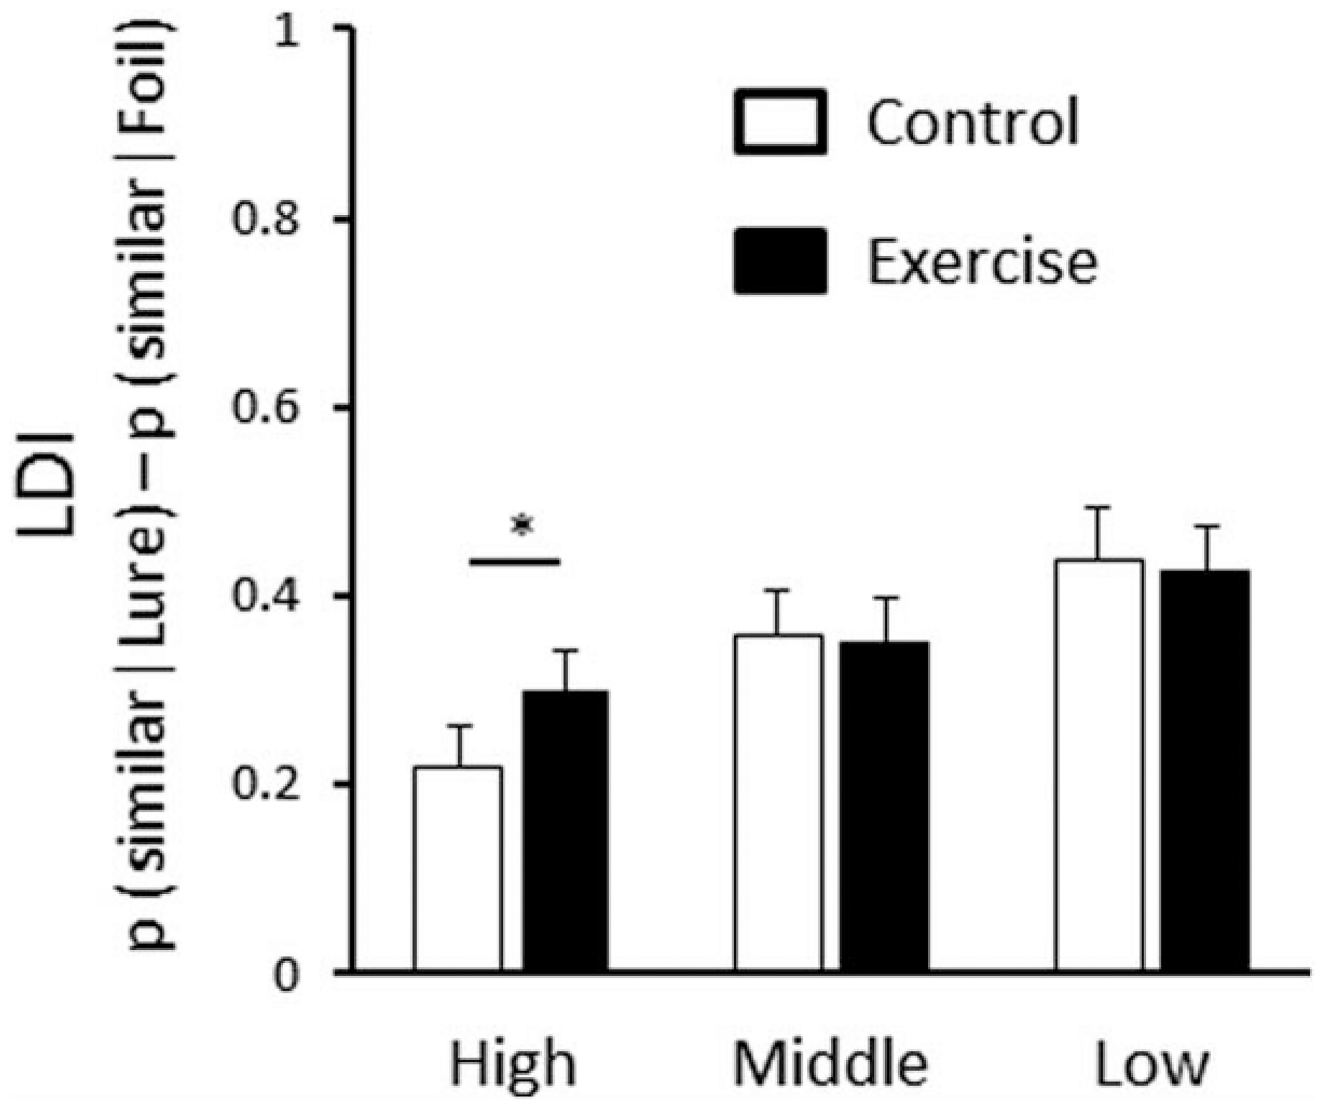 LDI
p (similar | Lure) – p (similar | Foil)
1
0.8
0.6
0.4
0.2
0
Control
Exercise
*
High
Middle
Low